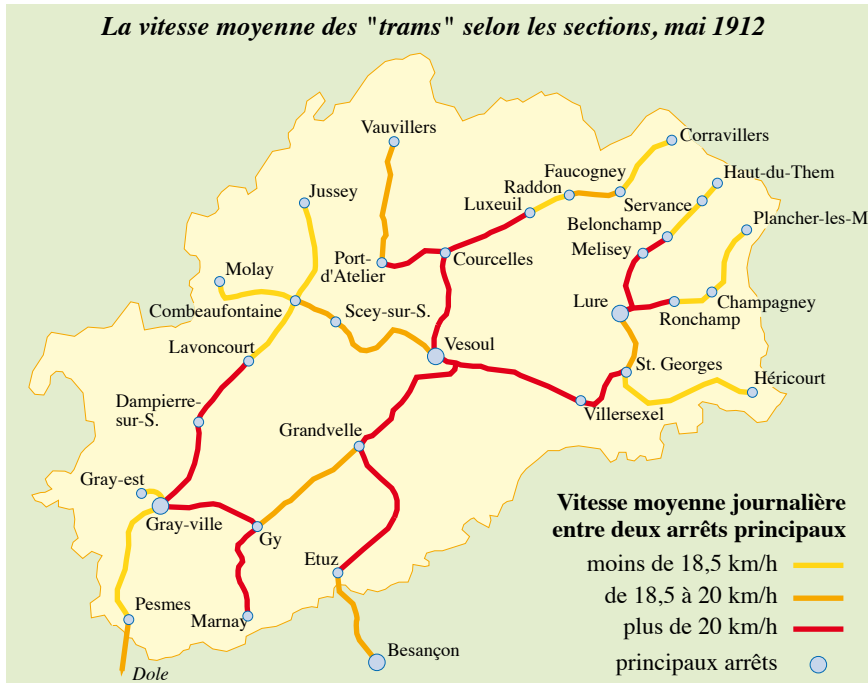 La vitesse moyenne des "trams" selon les sections, mai 1912
Vauvillers
Corravillers
Jussey
Faucogney
Haut-du-Them
Raddon
Servance
Luxeuil
Belonchamp
Plancher-les-M
Molay
Port-
d'Atelier
Courcelles
Melisey
Combeaufontaine
Scey-sur-S.
Lure
Champagney
Ronchamp
Lavoncourt
Vesoul
St. Georges
Héricourt
Dampierre-
sur-S.
Villersexel
Grandvelle
Gray-est
Gray-ville
Gy
Etuz
Pesmes
Marnay
Besançon
Dole
Vitesse moyenne journalière
entre deux arrêts principaux
moins de 18,5 km/h
de 18,5 à 20 km/h
plus de 20 km/h
principaux arrêts